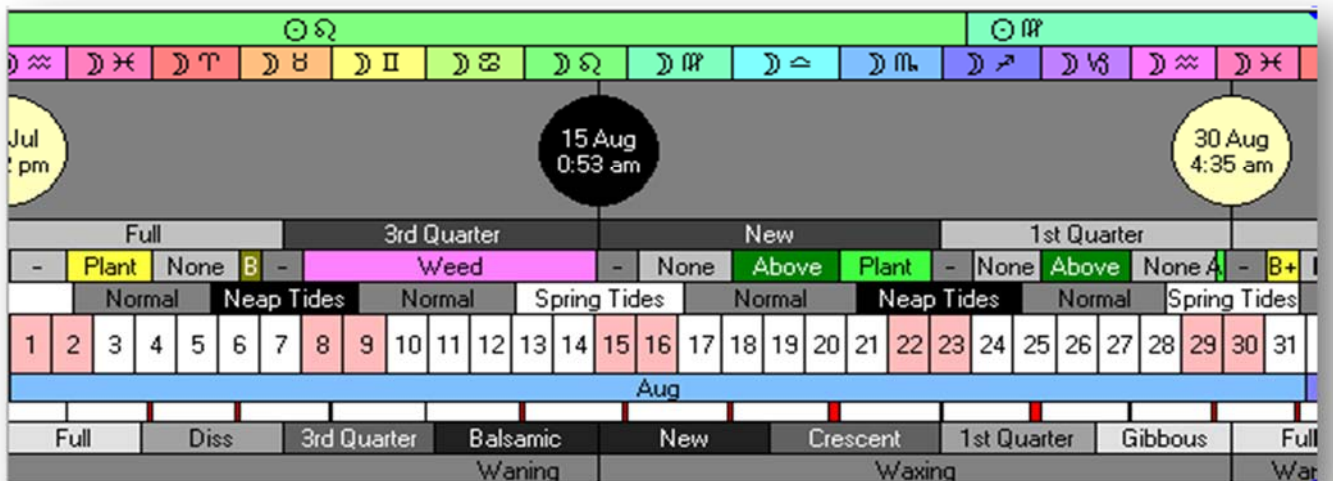 ☉ ♌ ☉ ♍
☽ ♒ ☽ ♓ ☽ ♈ ☽ ♉ ☽ ♊ ☽ ♋ ☽ ♌ ☽ ♍ ☽ ♎ ☽ ♏ ☽ ♐ ☽ ♑ ☽ ♒ ☽ ♓
Jul 15 Aug 30 Aug
pm 0:53 am 4:35 am
Full 3rd Quarter New 1st Quarter
- Plant None B - Weed - None Above Plant - None Above None A - B+
Normal Neap Tides Normal Spring Tides Normal Neap Tides Normal Spring Tides
1 2 3 4 5 6 7 8 9 10 11 12 13 14 15 16 17 18 19 20 21 22 23 24 25 26 27 28 29 30 31
Aug
Full Diss 3rd Quarter Balsamic New Crescent 1st Quarter Gibbous Full
Waning Waxing